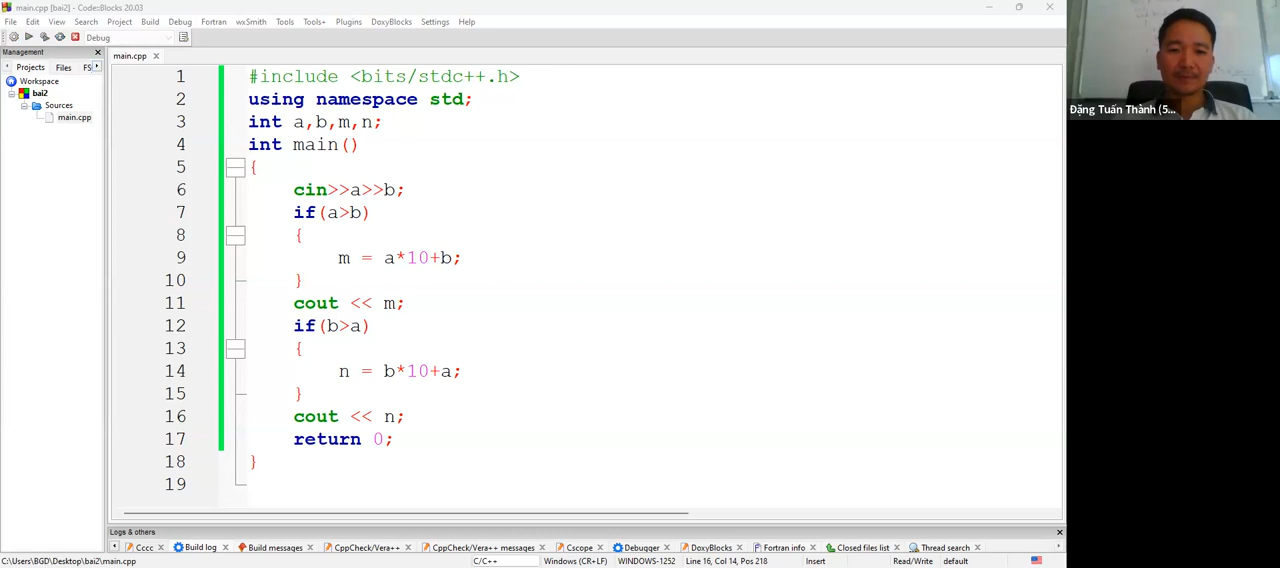 main.cpp [bai2] - Code::Blocks 20.03
File Edit View Search Project Build Debug Fortran wxSmith Tools Tools+ Plugins DoxyBlocks Settings Help
Debug
Management
main.cpp
Projects Files FS
Workspace
bai2
Sources
main.cpp
1 #include <bits/stdc++.h>
2 using namespace std;
3 int a,b,m,n;
4 int main()
5 {
6 cin>>a>>b;
7 if(a>b)
8 {
9 m = a*10+b;
10 }
11 cout << m;
12 if(b>a)
13 {
14 n = b*10+a;
15 }
16 cout << n;
17 return 0;
18 }
19
Đặng Tuấn Thành (5...
Logs & others
Cccc Build log Build messages CppCheck/Vera++ CppCheck/Vera++ messages Cscope Debugger DoxyBlocks Fortran info Closed files list Thread search
C:\Users\BGD\Desktop\bai2\main.cpp C/C++ Windows (CR+LF) WINDOWS-1252 Line 16, Col 14, Pos 218 Insert Read/Write default